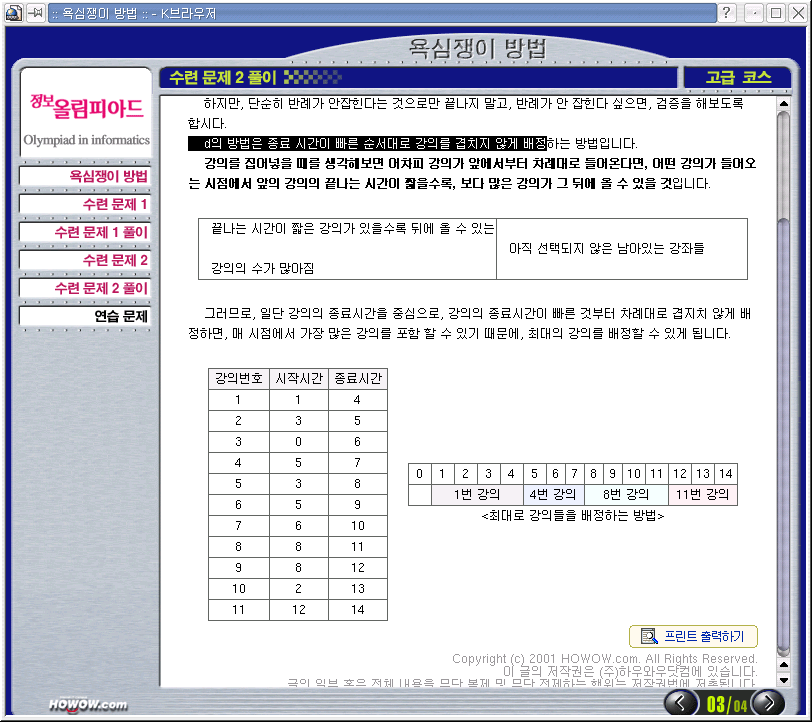 :: 욕심쟁이 방법 :: - K브라우저
욕심쟁이 방법
정보올림피아드
Olympiad in informatics
욕심쟁이 방법
수련 문제 1
수련 문제 1 풀이
수련 문제 2
수련 문제 2 풀이
연습 문제
수련 문제 2 풀이
고급 코스
하지만, 단순히 반례가 안잡힌다는 것으로만 끝나지 말고, 반례가 안 잡힌다 싶으면, 검증을 해보도록
합시다.
d의 방법은 종료 시간이 빠른 순서대로 강의를 겹치지 않게 배정하는 방법입니다.
강의를 집어넣을 때를 생각해보면 어차피 강의가 앞에서부터 차례대로 들어온다면, 어떤 강의가 들어오
는 시점에서 앞의 강의의 끝나는 시간이 짧을수록, 보다 많은 강의가 그 뒤에 올 수 있을 것입니다.
끝나는 시간이 짧은 강의가 있을수록 뒤에 올 수 있는
강의의 수가 많아짐
아직 선택되지 않은 남아있는 강좌들
그러므로, 일단 강의의 종료시간을 중심으로, 강의의 종료시간이 빠른 것부터 차례대로 겹지치 않게 배
정하면, 매 시점에서 가장 많은 강의를 포함 할 수 있기 때문에, 최대의 강의를 배정할 수 있게 됩니다.
강의번호 시작시간 종료시간
1 1 4
2 3 5
3 0 6
4 5 7
5 3 8
6 5 9
7 6 10
8 8 11
9 8 12
10 2 13
11 12 14
0 1 2 3 4 5 6 7 8 9 10 11 12 13 14
1번 강의 4번 강의 8번 강의 11번 강의
<최대로 강의들을 배정하는 방법>
프린트 출력하기
Copyright (c) 2001 HOWOW.com. All Rights Reserved.
이 글의 저작권은 (주)하우와우닷컴에 있습니다.
글의 일부 혹은 전체 내용을 무단 복제 및 무단 전제하는 행위는 저작권법에 저촉됩니다.
HOWOW.com
03/04